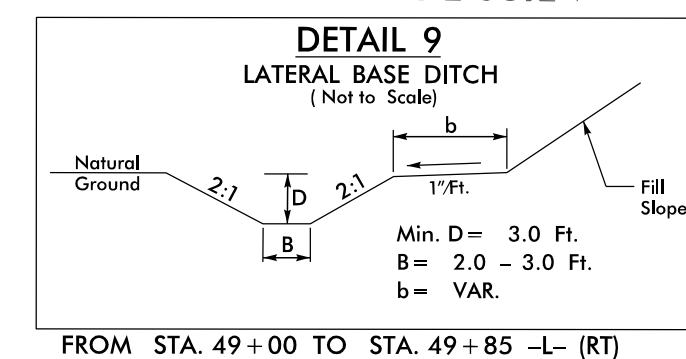 DETAIL 9
LATERAL BASE DITCH
( Not to Scale)
b
Natural
Ground
2:1
D
2:1
1"/Ft.
Fill
Slope
B
Min. D = 3.0 Ft.
B = 2.0 – 3.0 Ft.
b = VAR.
FROM STA. 49+00 TO STA. 49+85 –L– (RT)